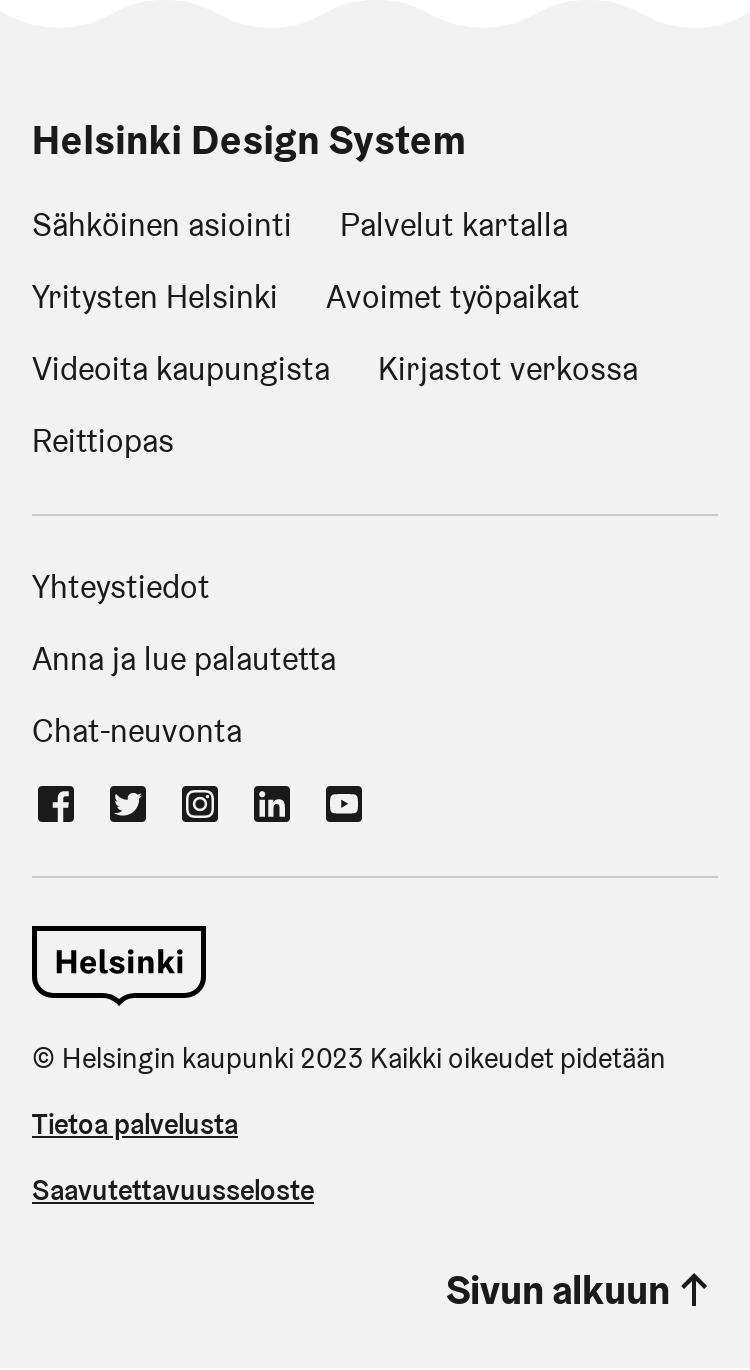 Helsinki Design System
Sähköinen asiointi Palvelut kartalla
Yritysten Helsinki Avoimet työpaikat
Videoita kaupungista Kirjastot verkossa
Reittiopas
Yhteystiedot
Anna ja lue palautetta
Chat-neuvonta
Helsinki
© Helsingin kaupunki 2023 Kaikki oikeudet pidetään
Tietoa palvelusta
Saavutettavuusseloste
Sivun alkuun ↑